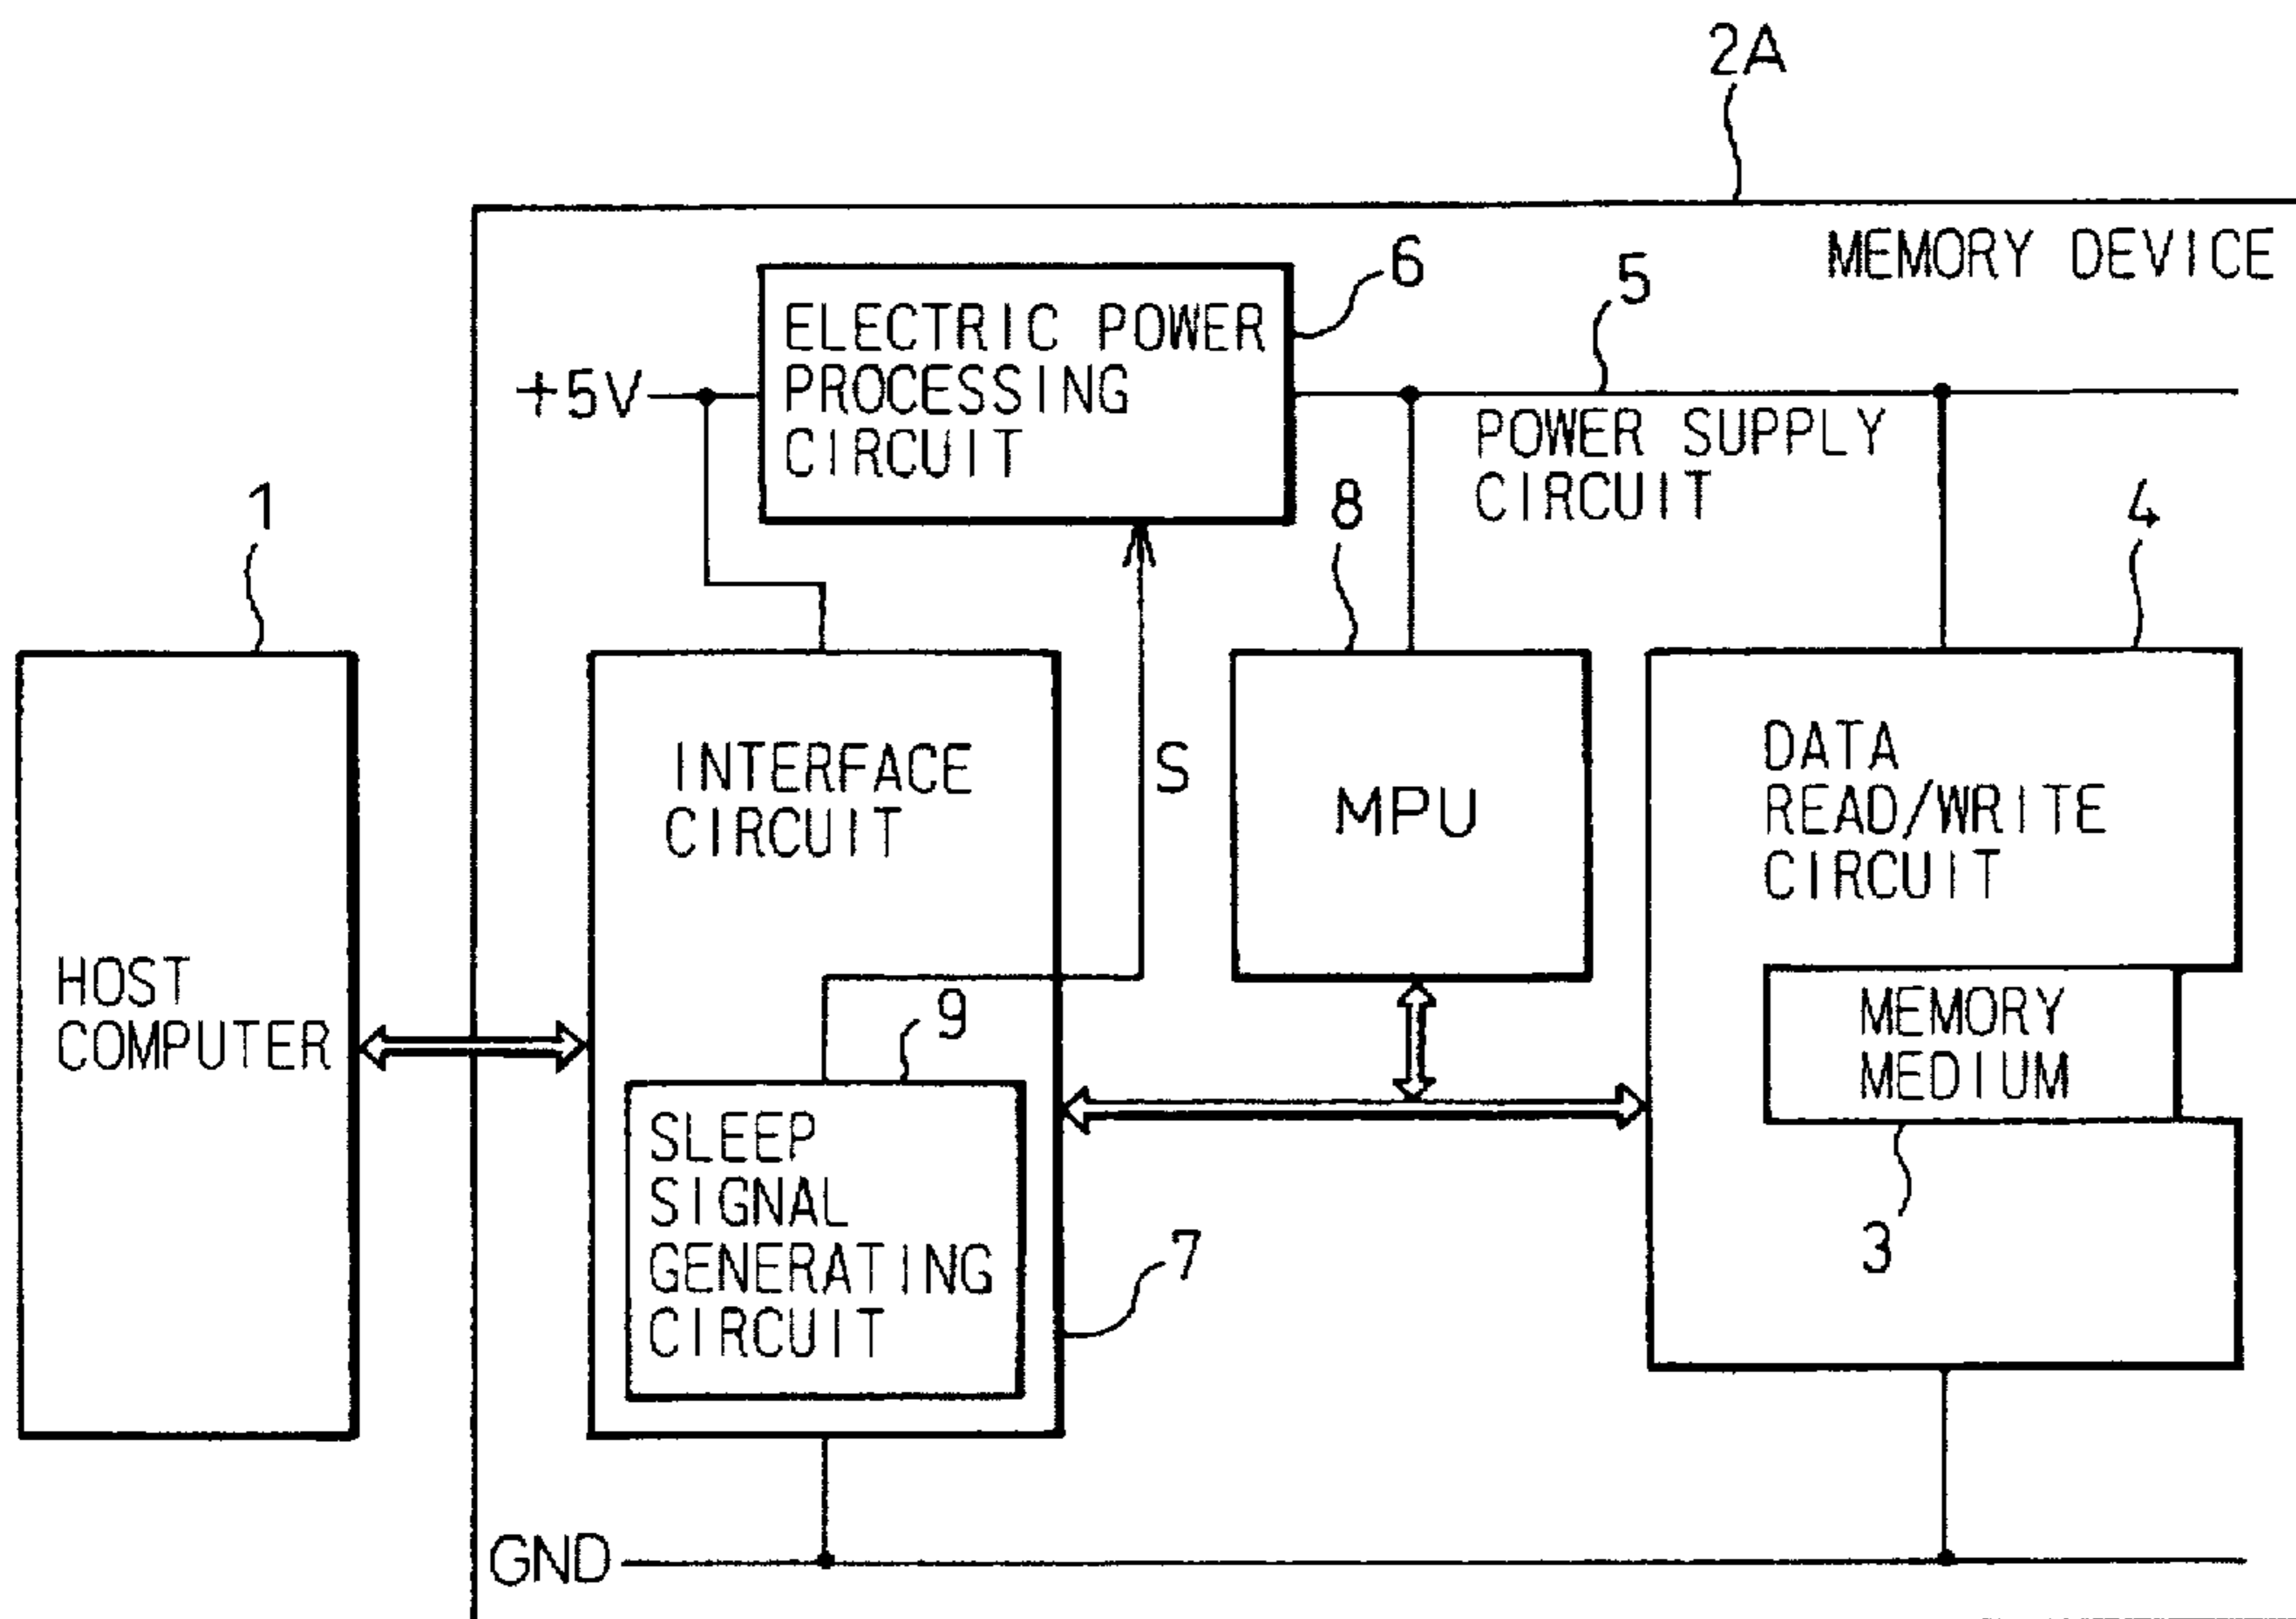 2A
MEMORY DEVICE
6
5
ELECTRIC POWER
PROCESSING
CIRCUIT
+5V
POWER SUPPLY
CIRCUIT
1
8
4
INTERFACE
CIRCUIT
S
MPU
DATA
READ/WRITE
CIRCUIT
HOST
COMPUTER
9
MEMORY
MEDIUM
SLEEP
SIGNAL
GENERATING
CIRCUIT
7
3
GND